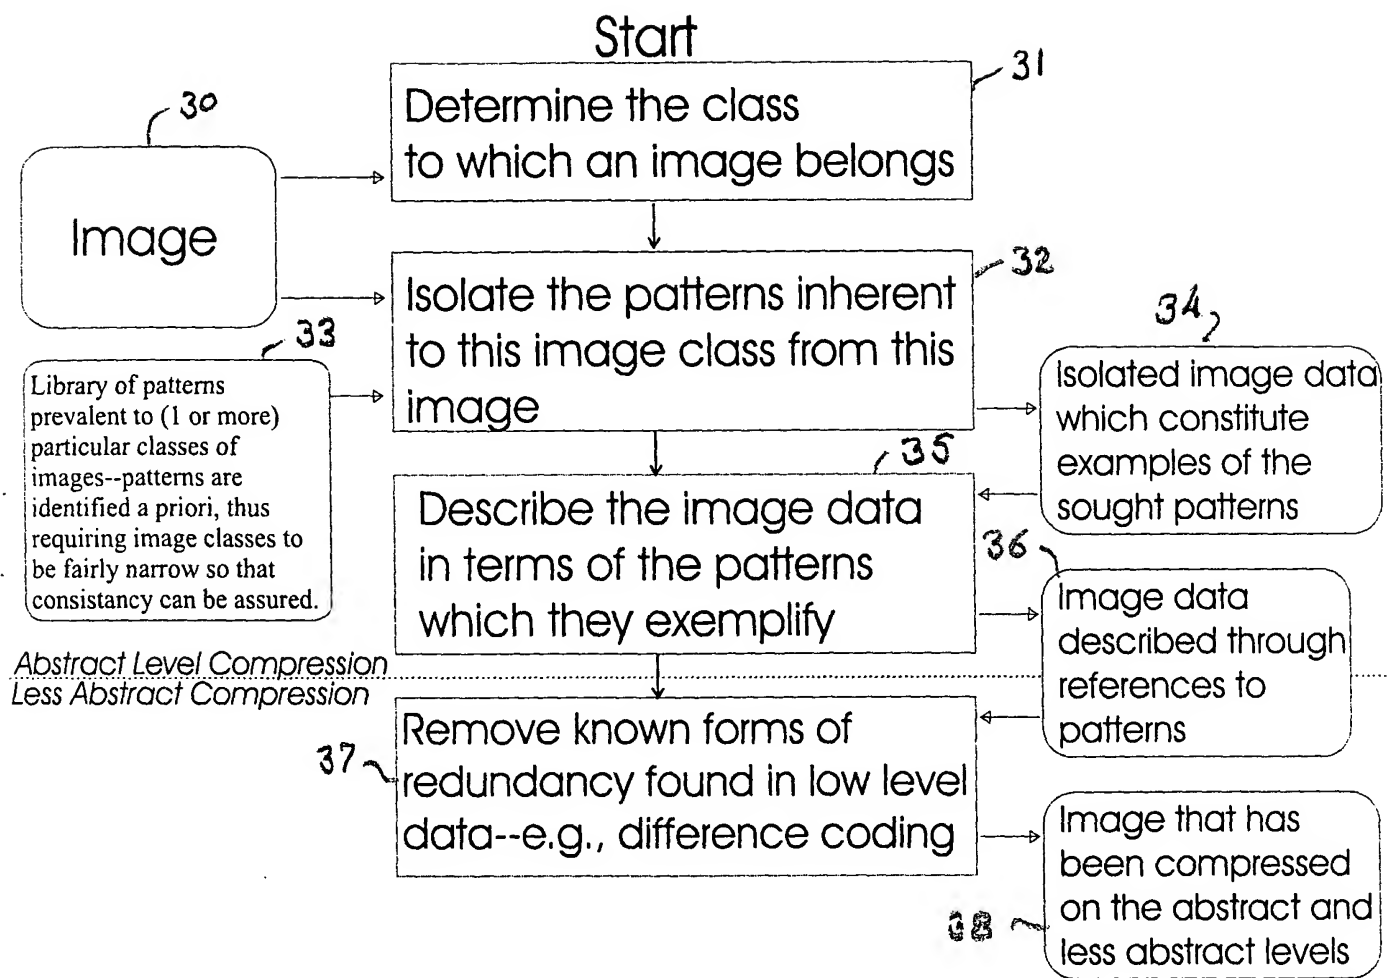 Start
31
Determine the class
to which an image belongs
30
Image
32
Isolate the patterns inherent
to this image class from this
image
33
Library of patterns
prevalent to (1 or more)
particular classes of
images--patterns are
identified a priori, thus
requiring image classes to
be fairly narrow so that
consistancy can be assured.
34
Isolated image data
which constitute
examples of the
sought patterns
35
Describe the image data
in terms of the patterns
which they exemplify
36
Image data
described through
references to
patterns
Abstract Level Compression
Less Abstract Compression
37
Remove known forms of
redundancy found in low level
data--e.g., difference coding
38
Image that has
been compressed
on the abstract and
less abstract levels